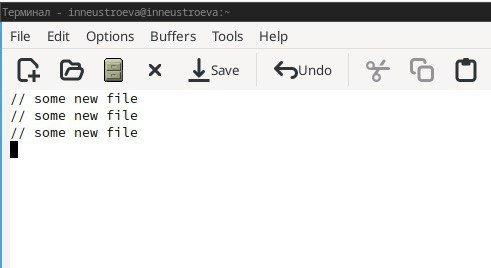 Терминал - inneustroeva@inneustroeva:~
File Edit Options Buffers Tools Help
Save Undo
// some new file
// some new file
// some new file